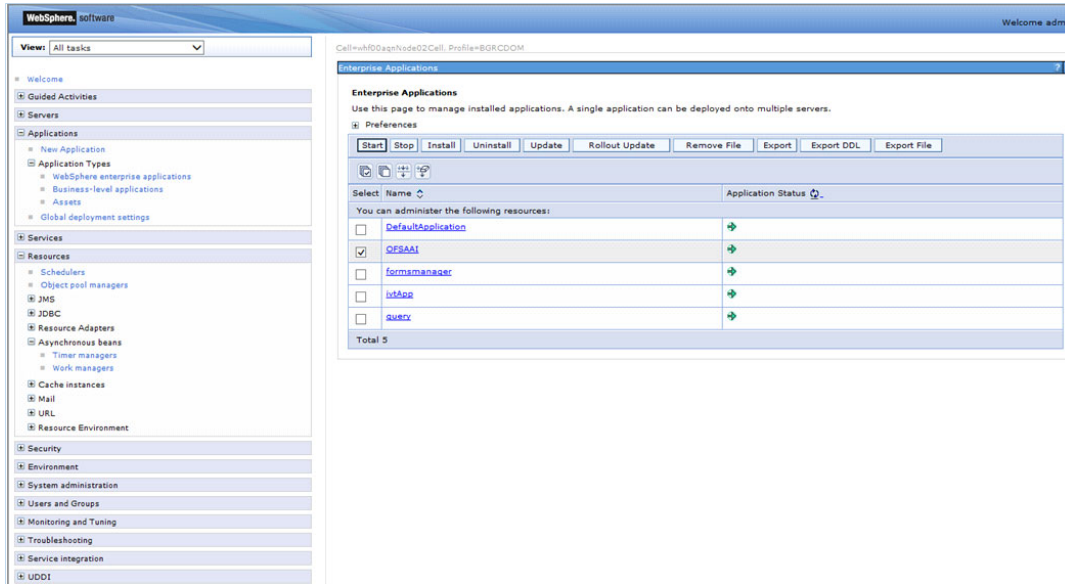 WebSphere. software
Welcome adm
View: All tasks
Cell=whf00aqnNode02Cell, Profile=BGRCDOM
Welcome
Guided Activities
Servers
Applications
New Application
Application Types
WebSphere enterprise applications
Business-level applications
Assets
Global deployment settings
Services
Resources
Schedulers
Object pool managers
JMS
JDBC
Resource Adapters
Asynchronous beans
Timer managers
Work managers
Cache instances
Mail
URL
Resource Environment
Security
Environment
System administration
Users and Groups
Monitoring and Tuning
Troubleshooting
Service integration
UDDI
Enterprise Applications ?
Enterprise Applications
Use this page to manage installed applications. A single application can be deployed onto multiple servers.
Preferences
Start Stop Install Uninstall Update Rollout Update Remove File Export Export DDL Export File
Select Name Application Status
You can administer the following resources:
DefaultApplication
OFSAAI
formsmanager
ivtApp
query
Total 5